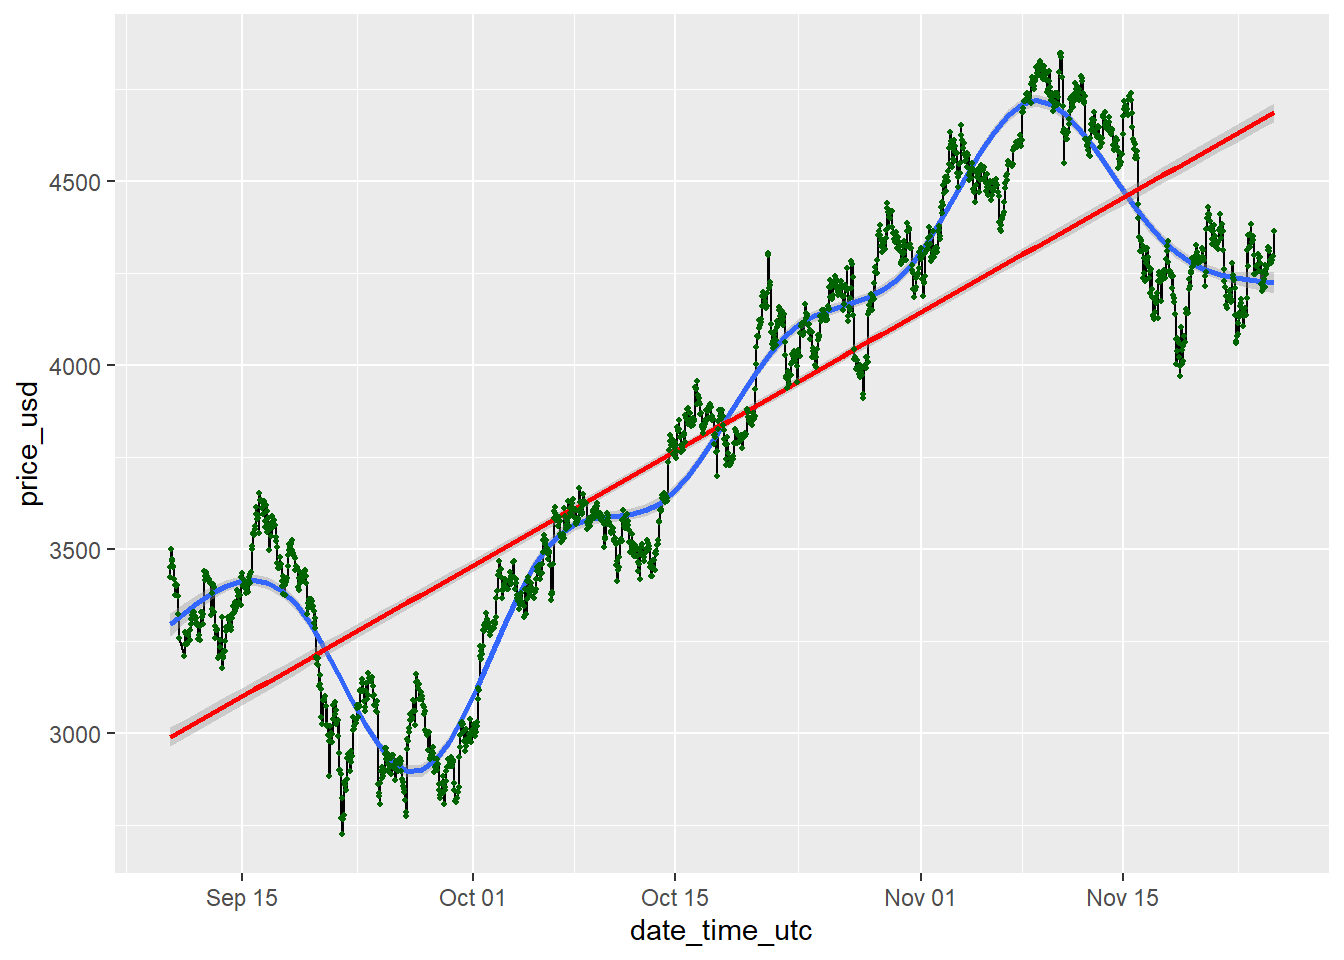 price_usd
4500
4000
3500
3000
Sep 15
Oct 01
Oct 15
Nov 01
Nov 15
date_time_utc